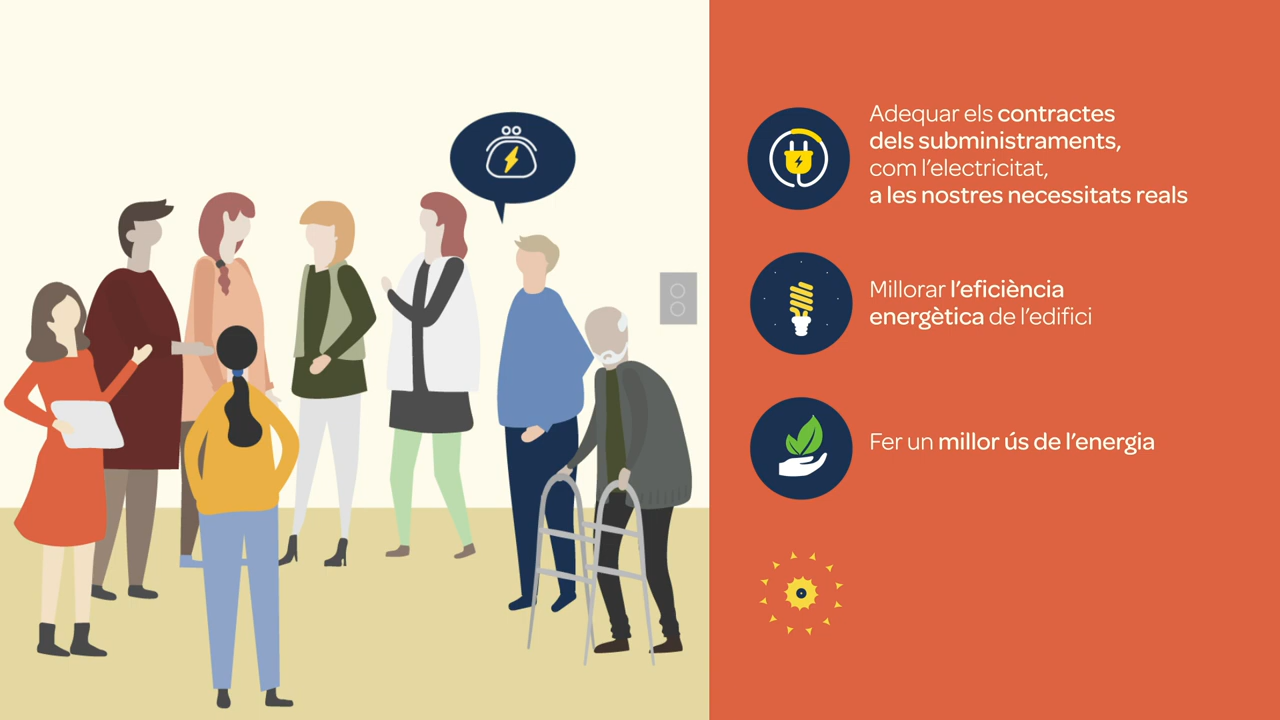 Adequar els contractes
dels subministraments,
com l'electricitat,
a les nostres necessitats reals
Millorar l'eficiència
energètica de l'edifici
Fer un millor ús de l'energia